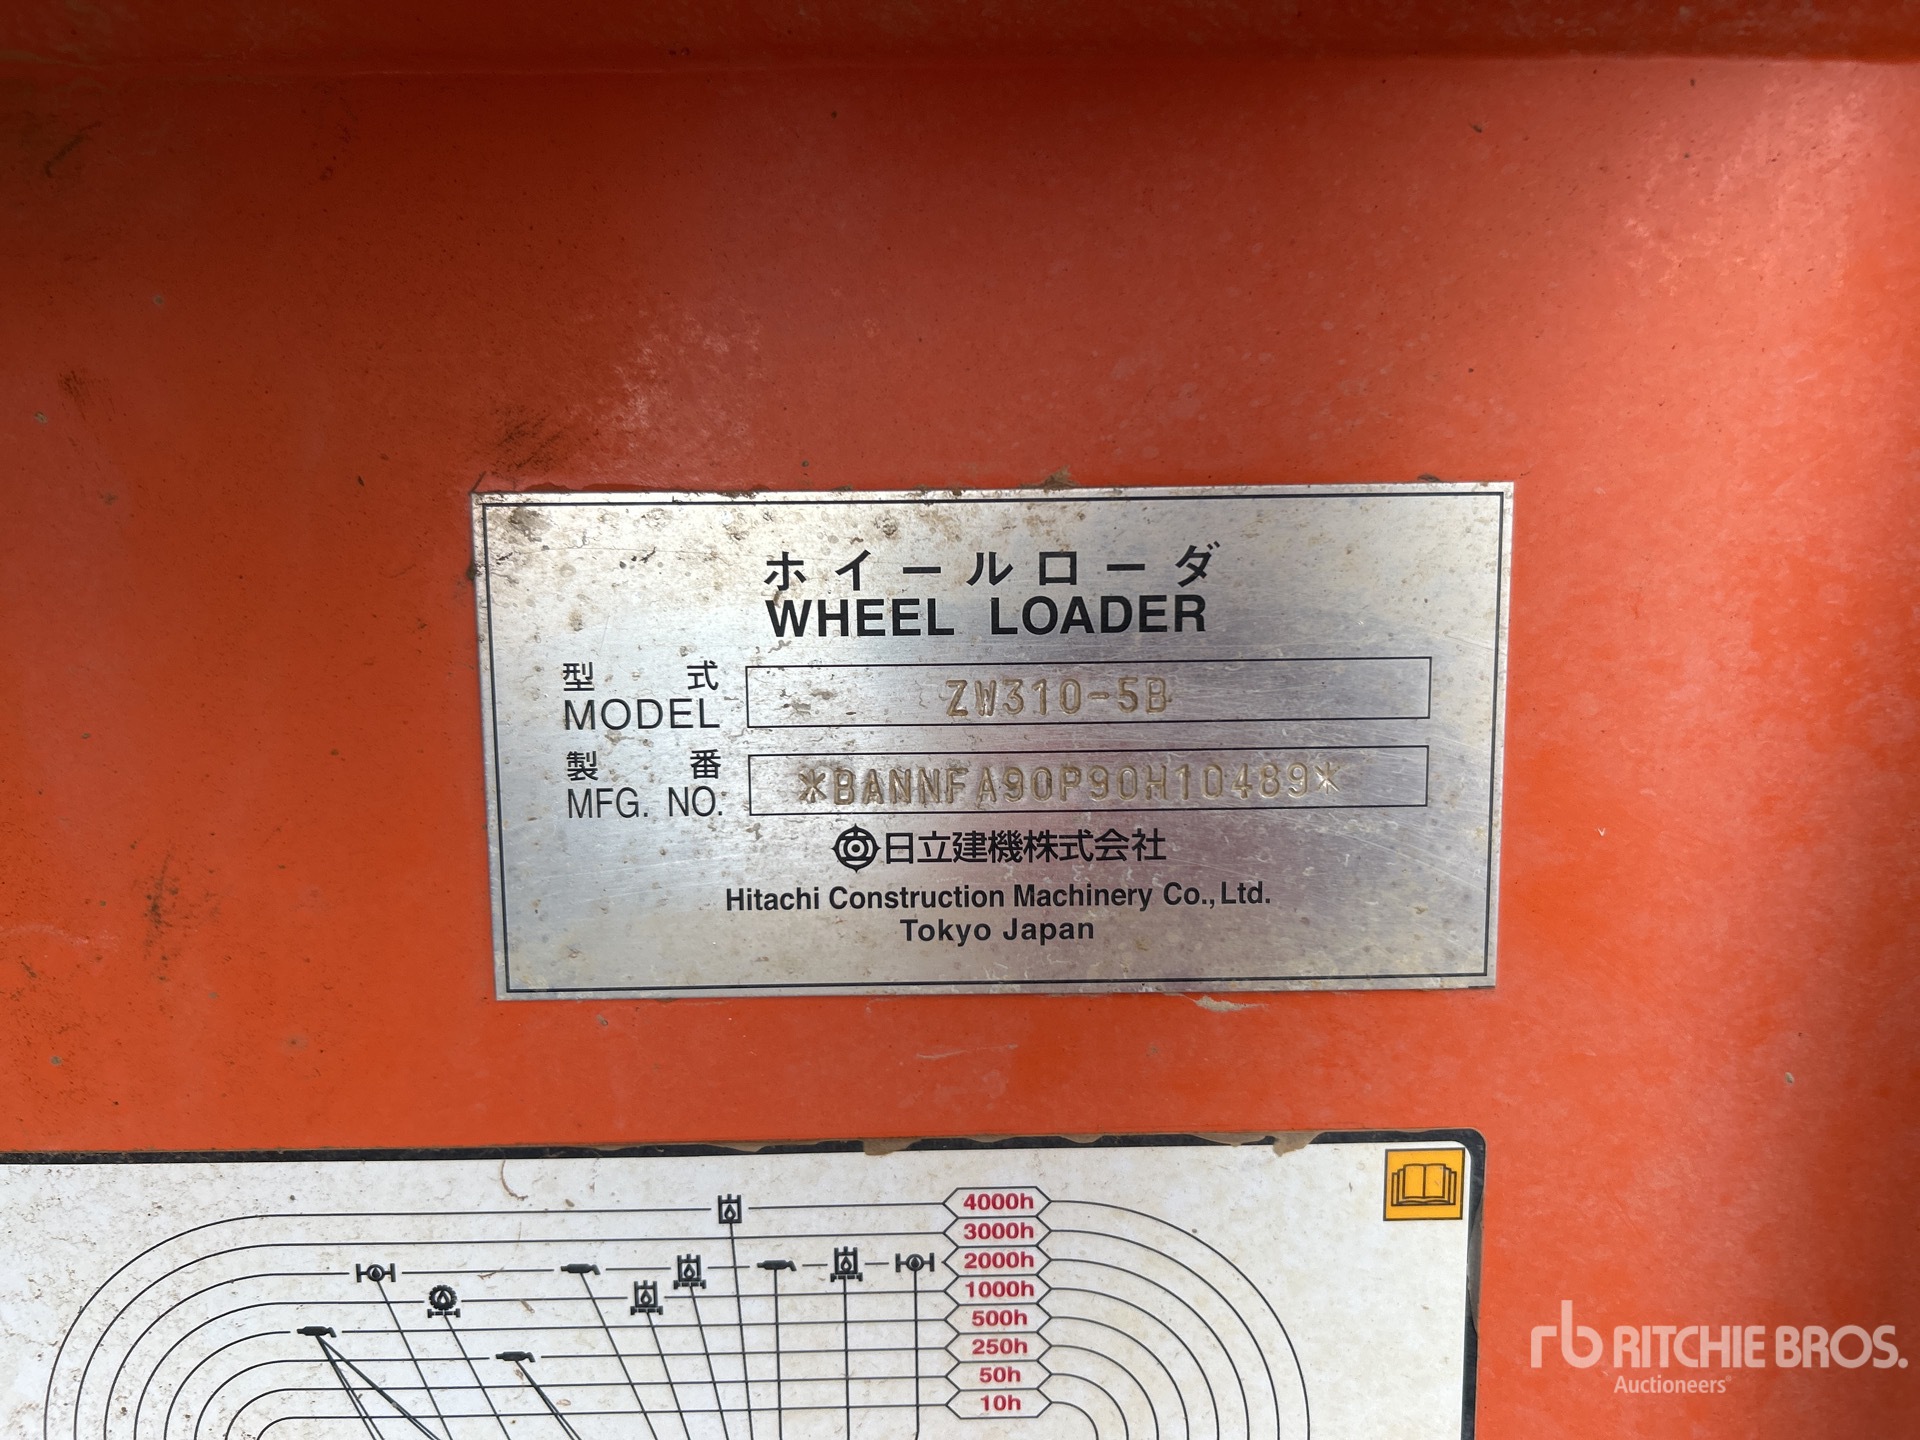 ホイールローダ
WHEEL LOADER
型式
MODEL ZW310-5B
製番
MFG. NO. *BANNFA90P90H10489*
日立建機株式会社
Hitachi Construction Machinery Co., Ltd.
Tokyo Japan
4000h
3000h
2000h
1000h
500h
250h
50h
10h
rb RITCHIE BROS.
Auctioneers